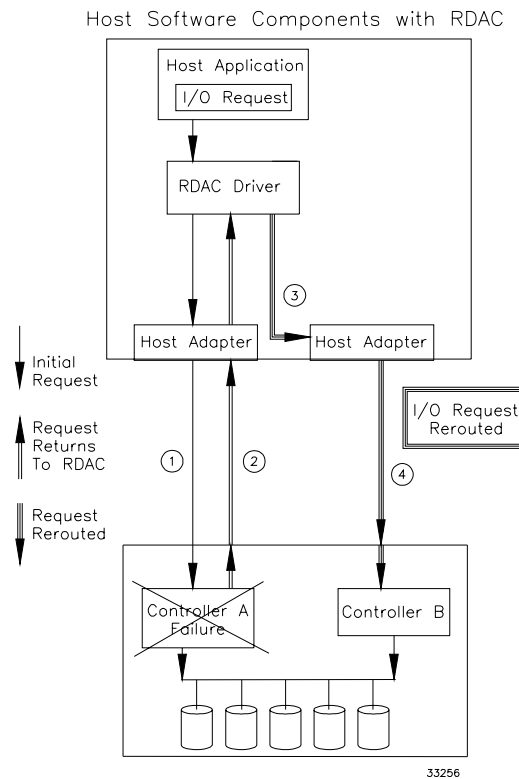 Host Software Components with RDAC
Host Application
I/O Request
RDAC Driver
3
Host Adapter
Host Adapter
Initial
Request
Request
Returns
To RDAC
Request
Rerouted
I/O Request
Rerouted
1
2
4
Controller A
Failure
Controller B
33256